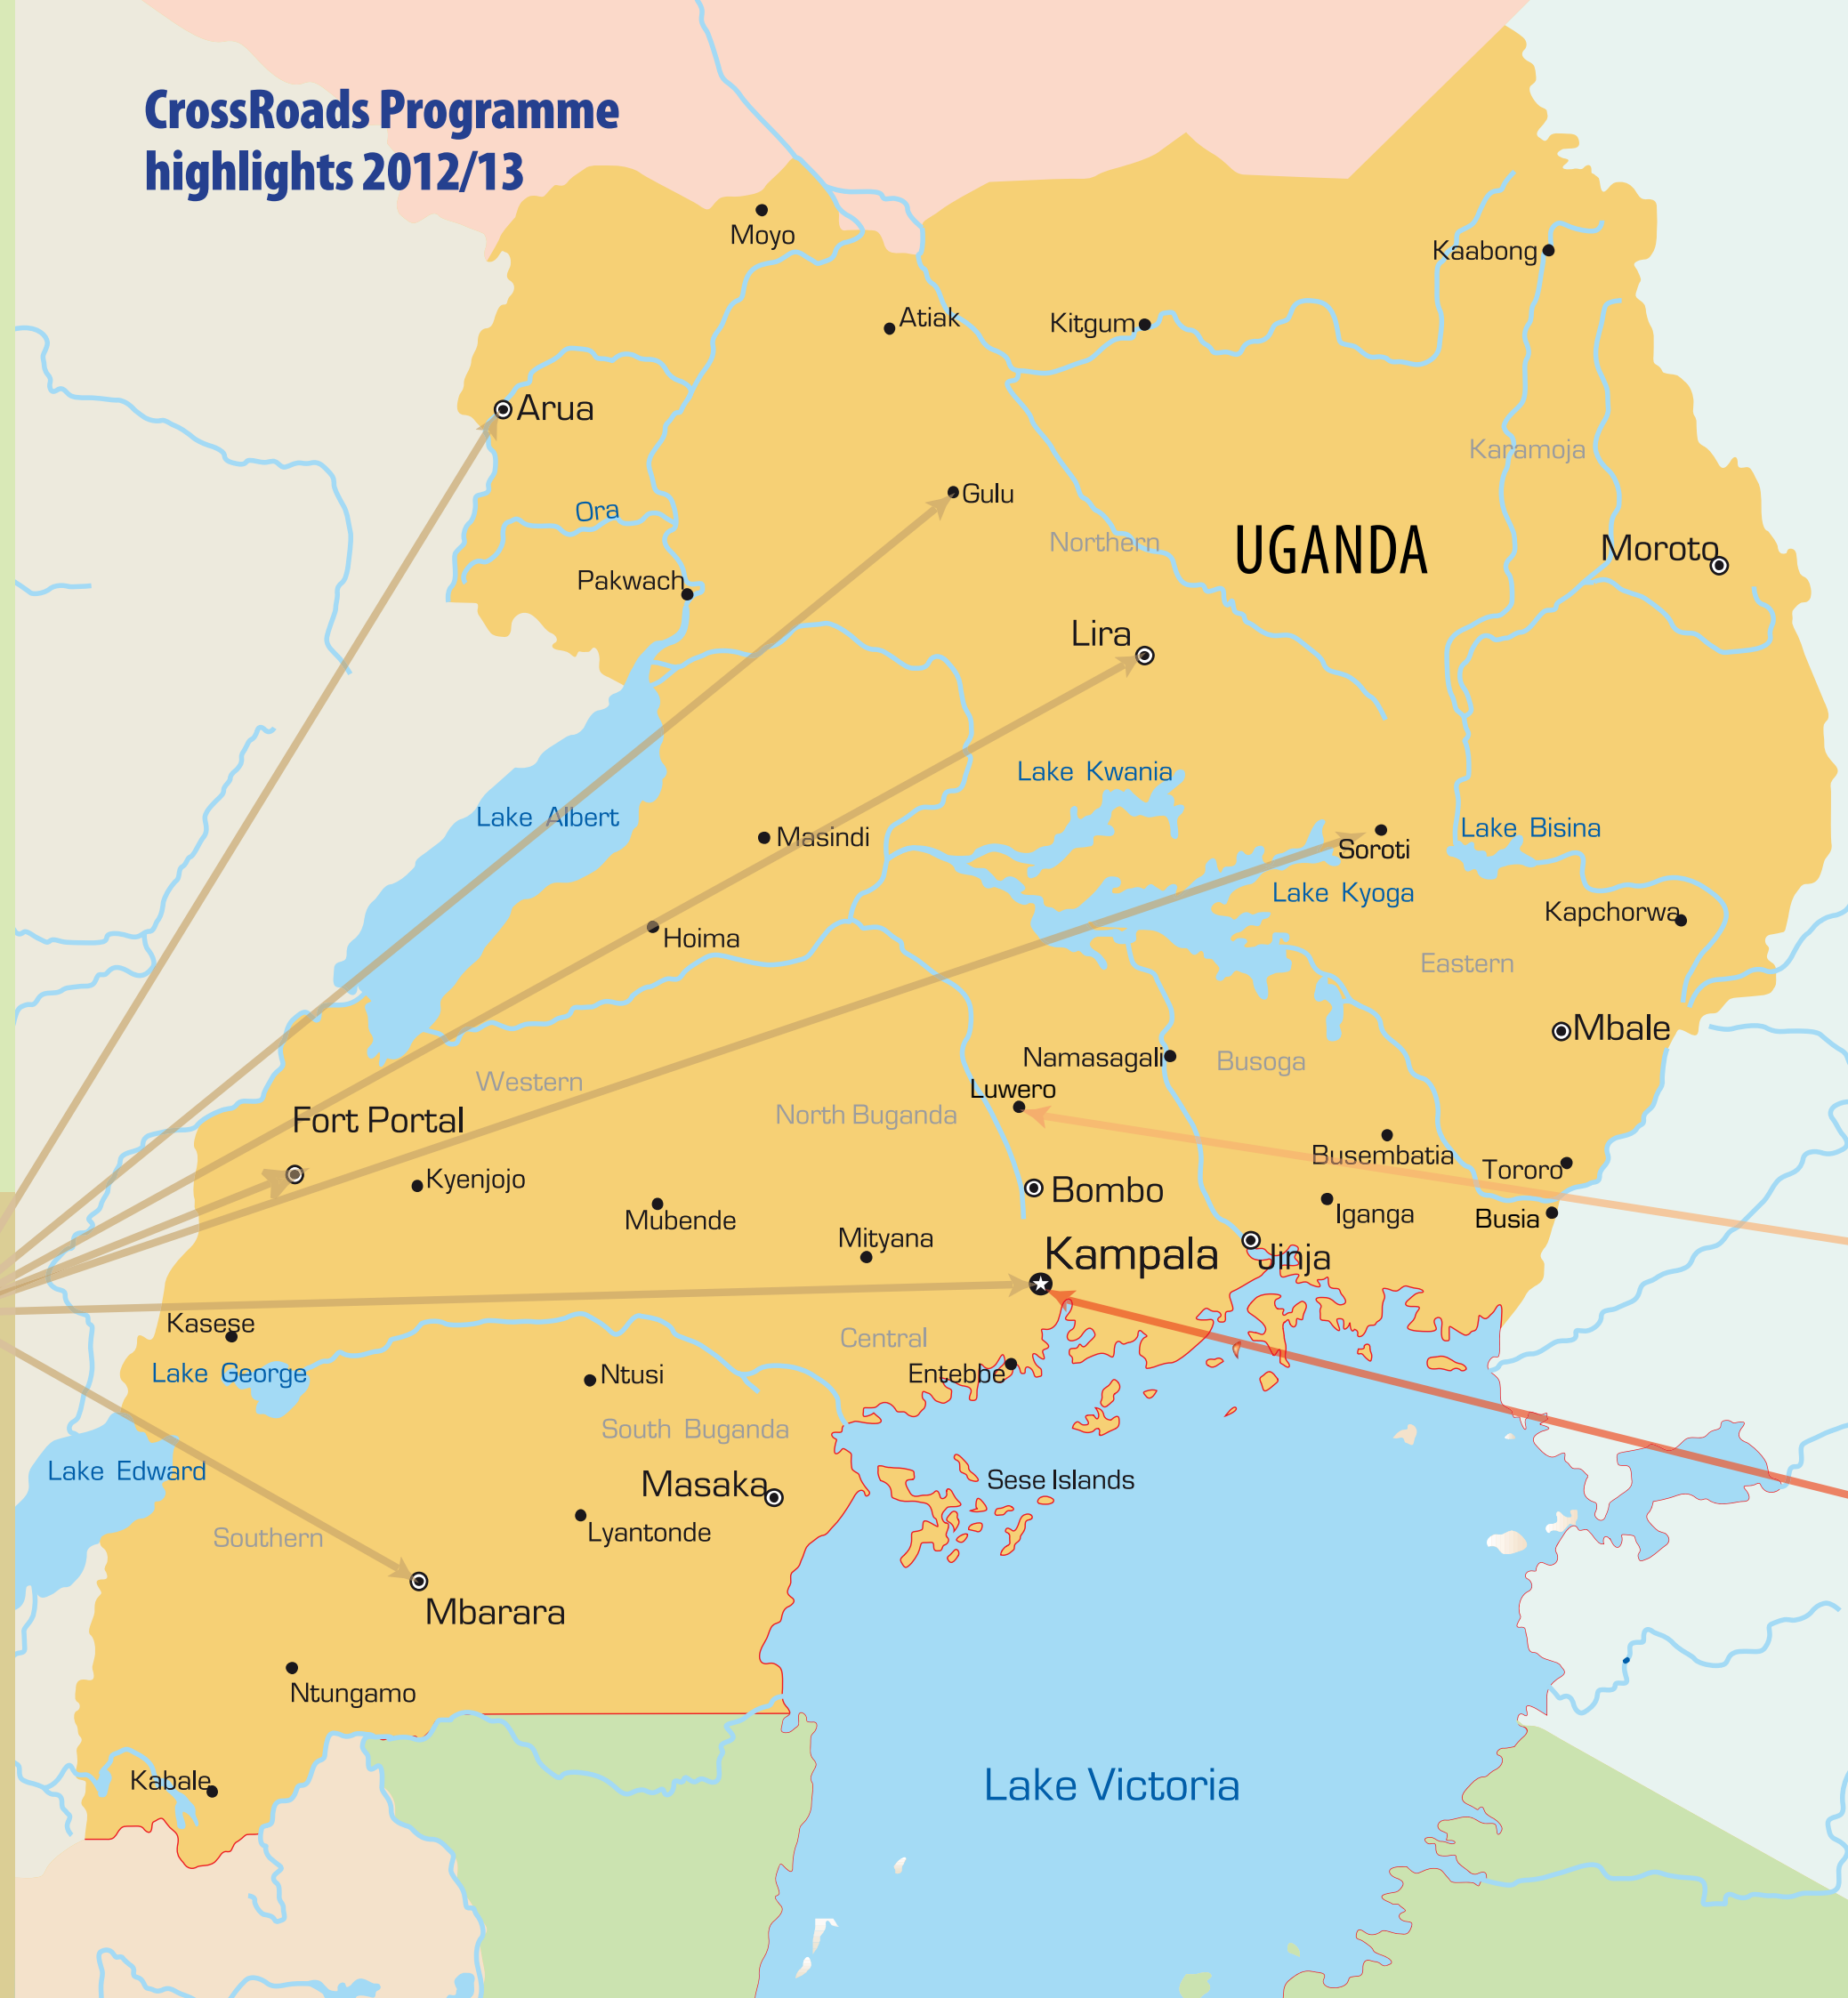 CrossRoads Programme
highlights 2012/13
Moyo
Kaabong
Atiak
Kitgum
Arua
Karamoja
Gulu
Ora
Northern
UGANDA
Moroto
Pakwach
Lira
Lake Kwania
Lake Albert
Masindi
Soroti
Lake Bisina
Lake Kyoga
Kapchorwa
Hoima
Eastern
Mbale
Namasagali
Busoga
Western
Luwero
North Buganda
Fort Portal
Busembatia
Tororo
Kyenjojo
Bombo
Mubende
Iganga
Busia
Mityana
Kampala
Jinja
Kasese
Central
Lake George
Ntusi
Entebbe
South Buganda
Lake Edward
Masaka
Sese Islands
Southern
Lyantonde
Mbarara
Ntungamo
Kabale
Lake Victoria